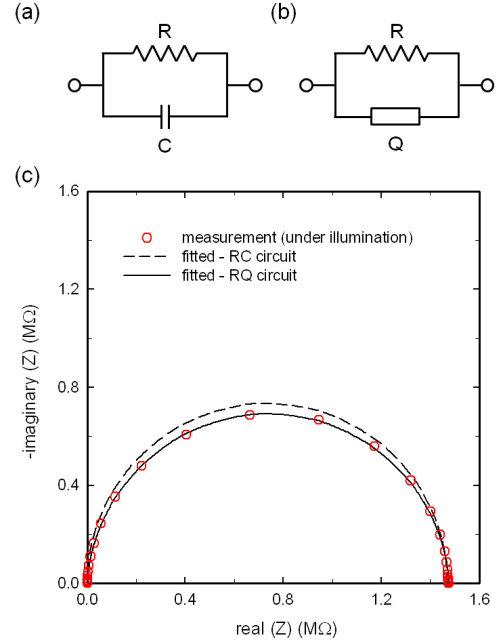 (a) (b)
R R
C Q
(c)
1.6
measurement (under illumination)
fitted - RC circuit
1.2
fitted - RQ circuit
-imaginary (Z) (MΩ)
0.8
0.4
0.0
0.0 0.4 0.8 1.2 1.6
real (Z) (MΩ)